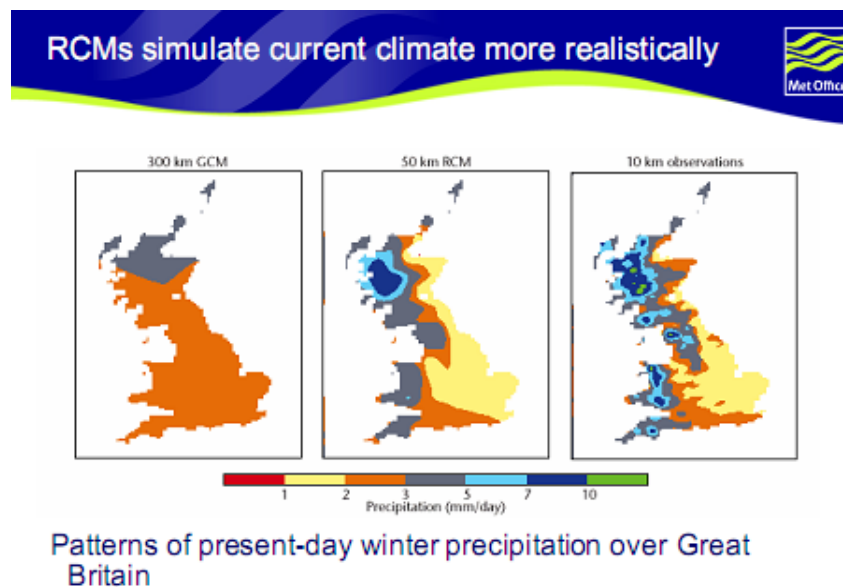 RCMs simulate current climate more realistically
Met Office
300 km GCM
50 km RCM
10 km observations
1 2 3 5 7 10
Precipitation (mm/day)
Patterns of present-day winter precipitation over Great
Britain